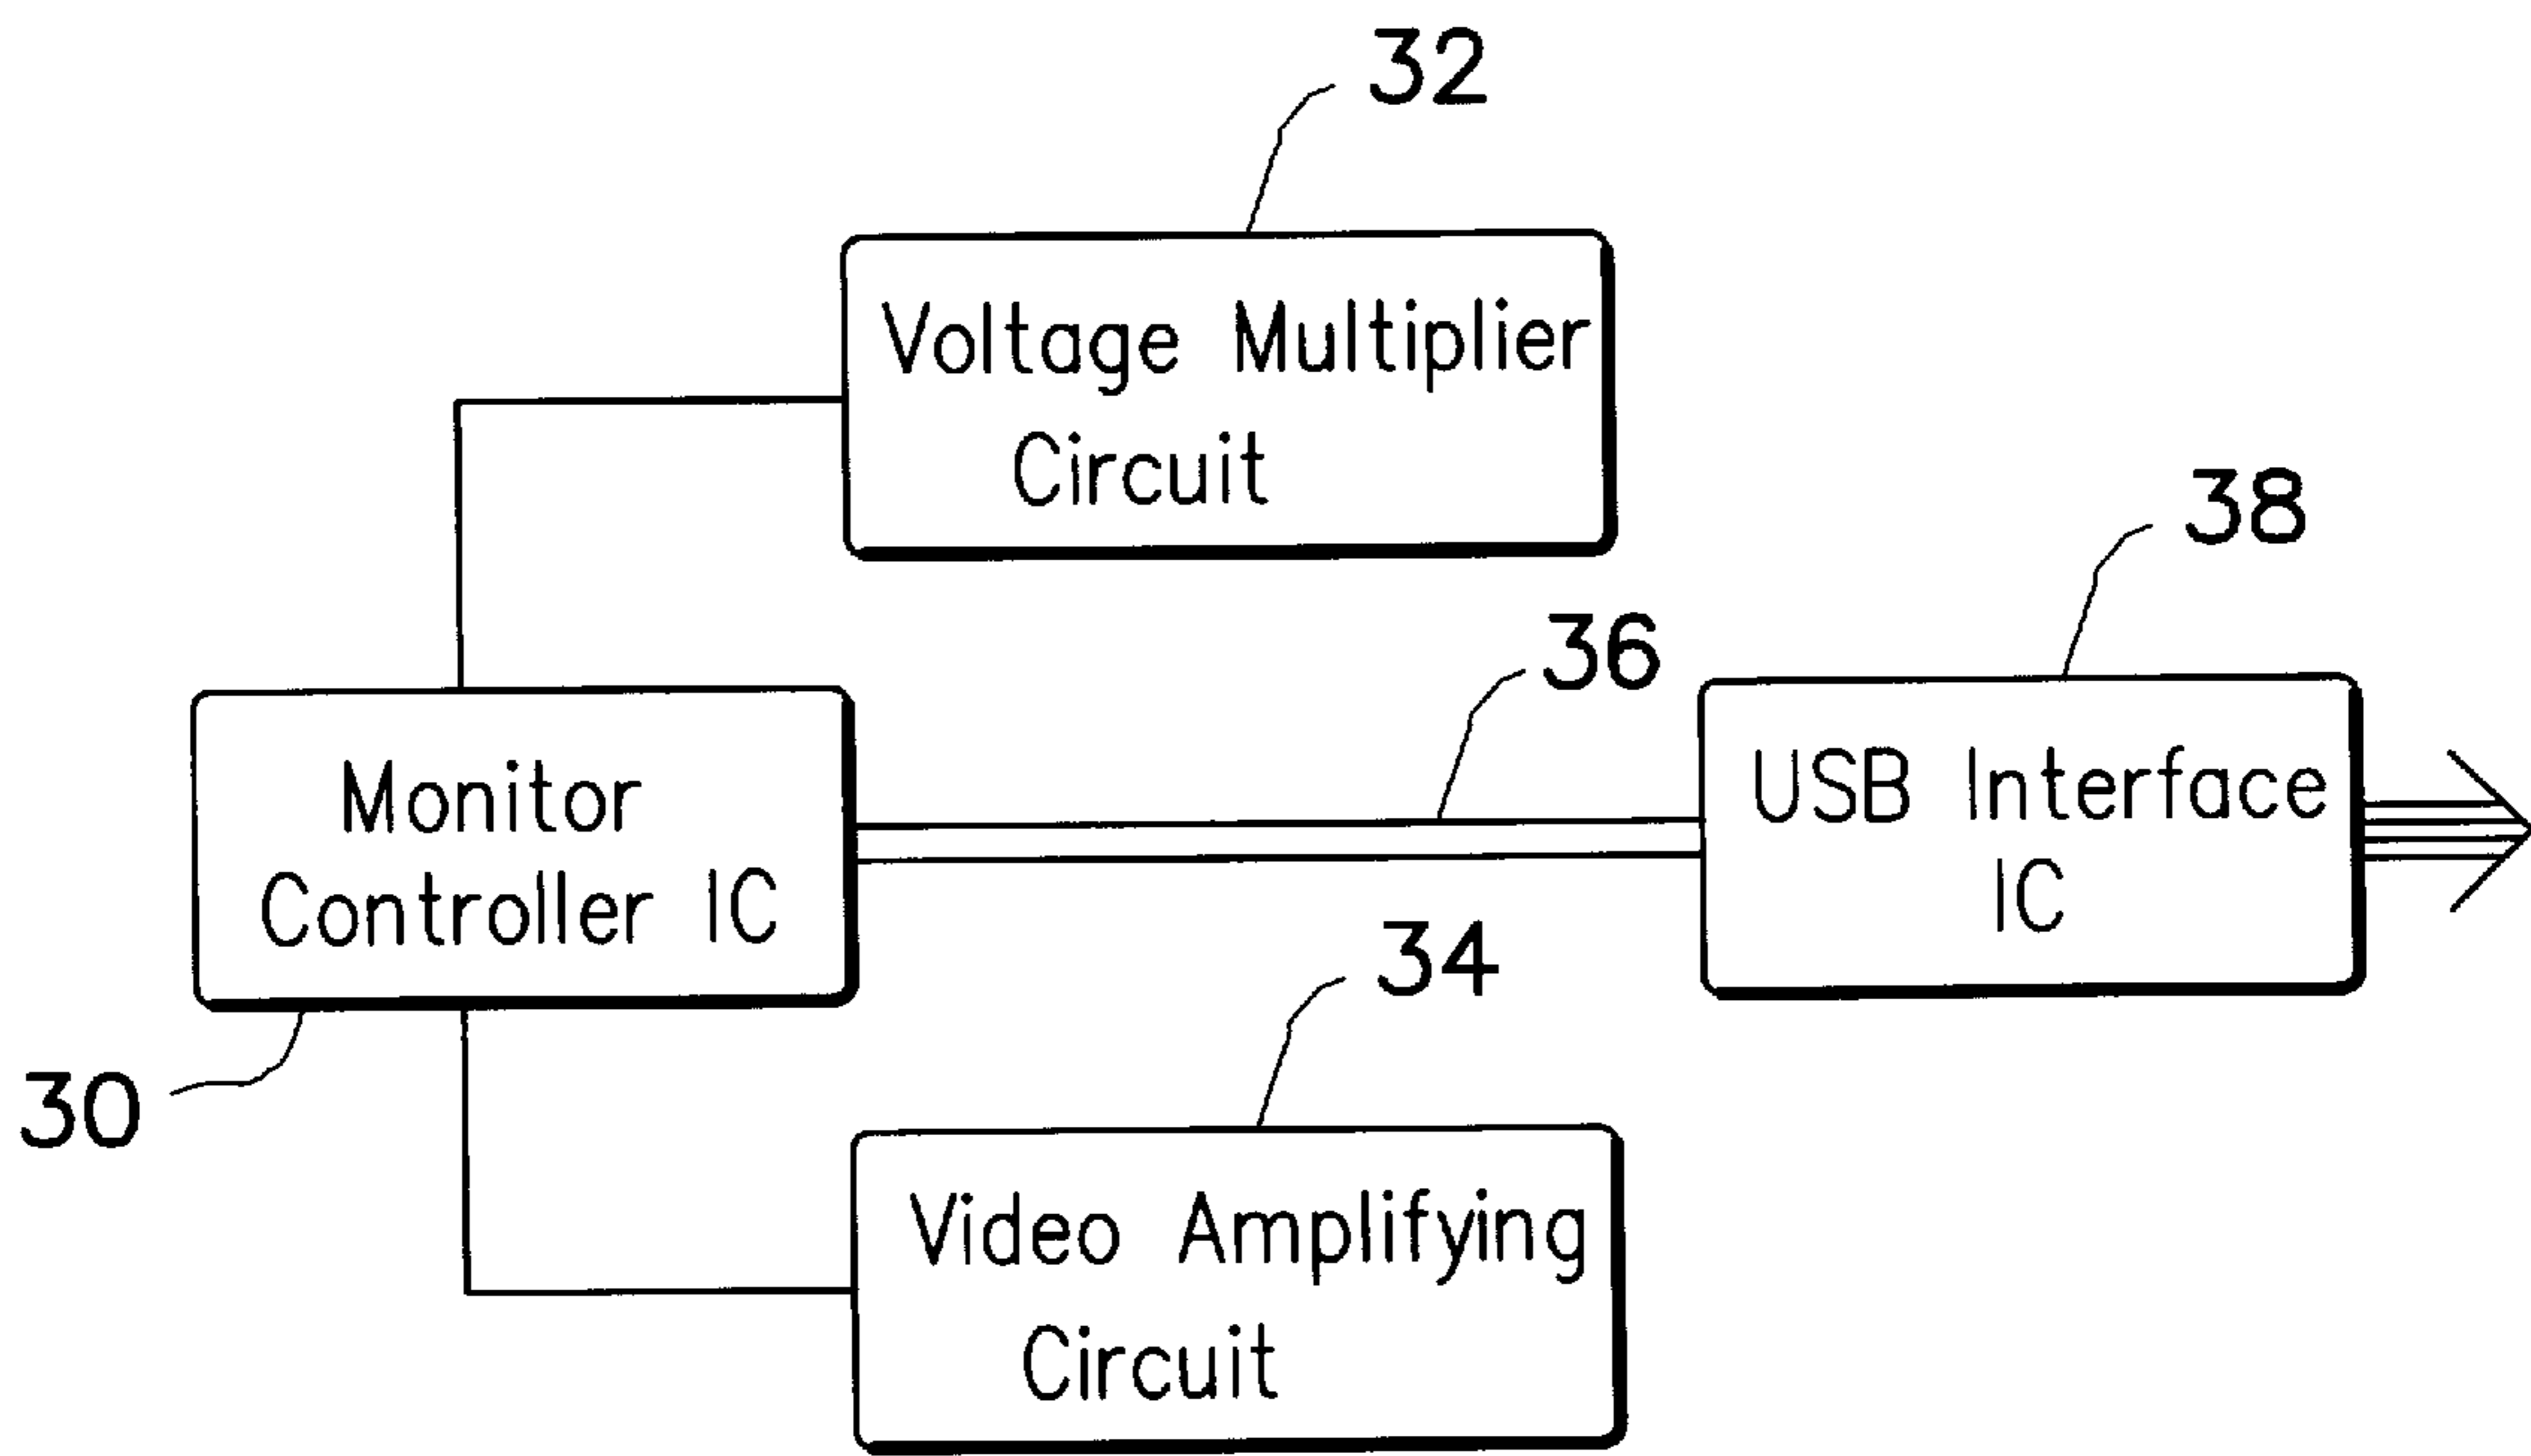 32
Voltage Multiplier
Circuit
38
36
Monitor
Controller IC
USB Interface
IC
34
30
Video Amplifying
Circuit